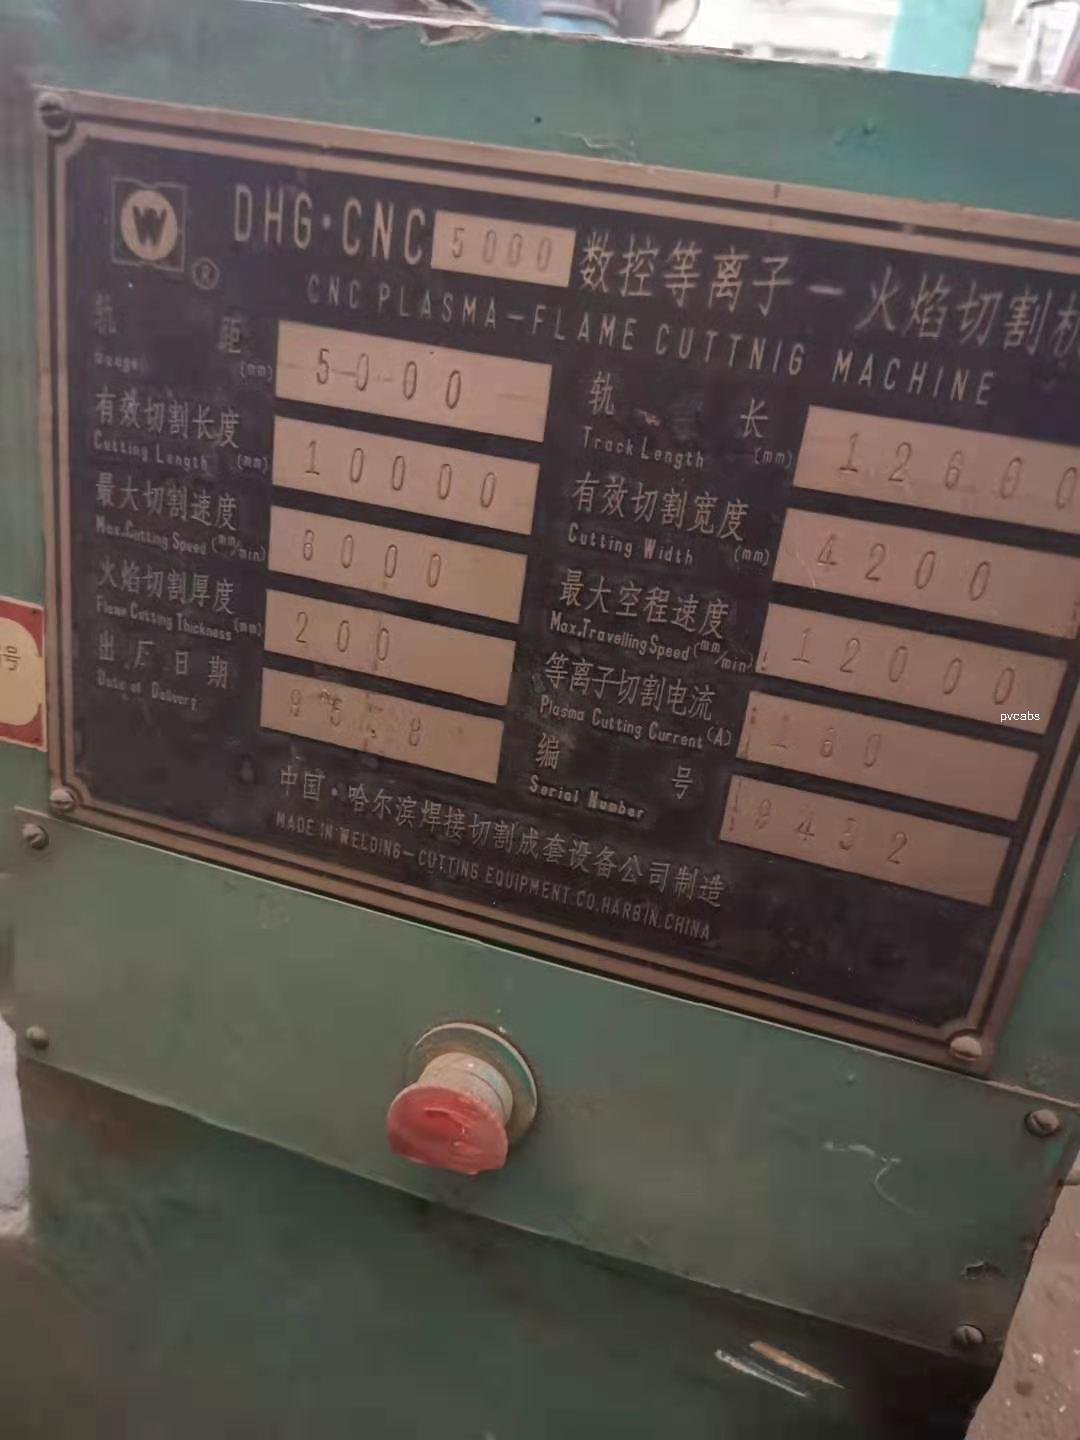 W
®
DHG·CNC 5000 数控等离子－火焰切割机
CNC PLASMA-FLAME CUTTNIG MACHINE
轨 距 5000
Gauge (mm)
轨 长 12600
Track Length (mm)
有效切割长度 10000
Cutting Length (mm)
有效切割宽度 4200
Cutting Width (mm)
最大切割速度 6000
Max.Cutting Speed (mm/min)
最大空程速度 12000
Max.Travelling Speed (mm/min)
火焰切割厚度 200
Flame Cutting Thickness (mm)
等离子切割电流 160
Plasma Cutting Current (A)
出厂日期
Date of Delivery
编 号 9432
Serial Number
中国·哈尔滨焊接切割成套设备公司制造
MADE IN WELDING-CUTTING EQUIPMENT CO.HARBIN.CHINA
号
pvcabs